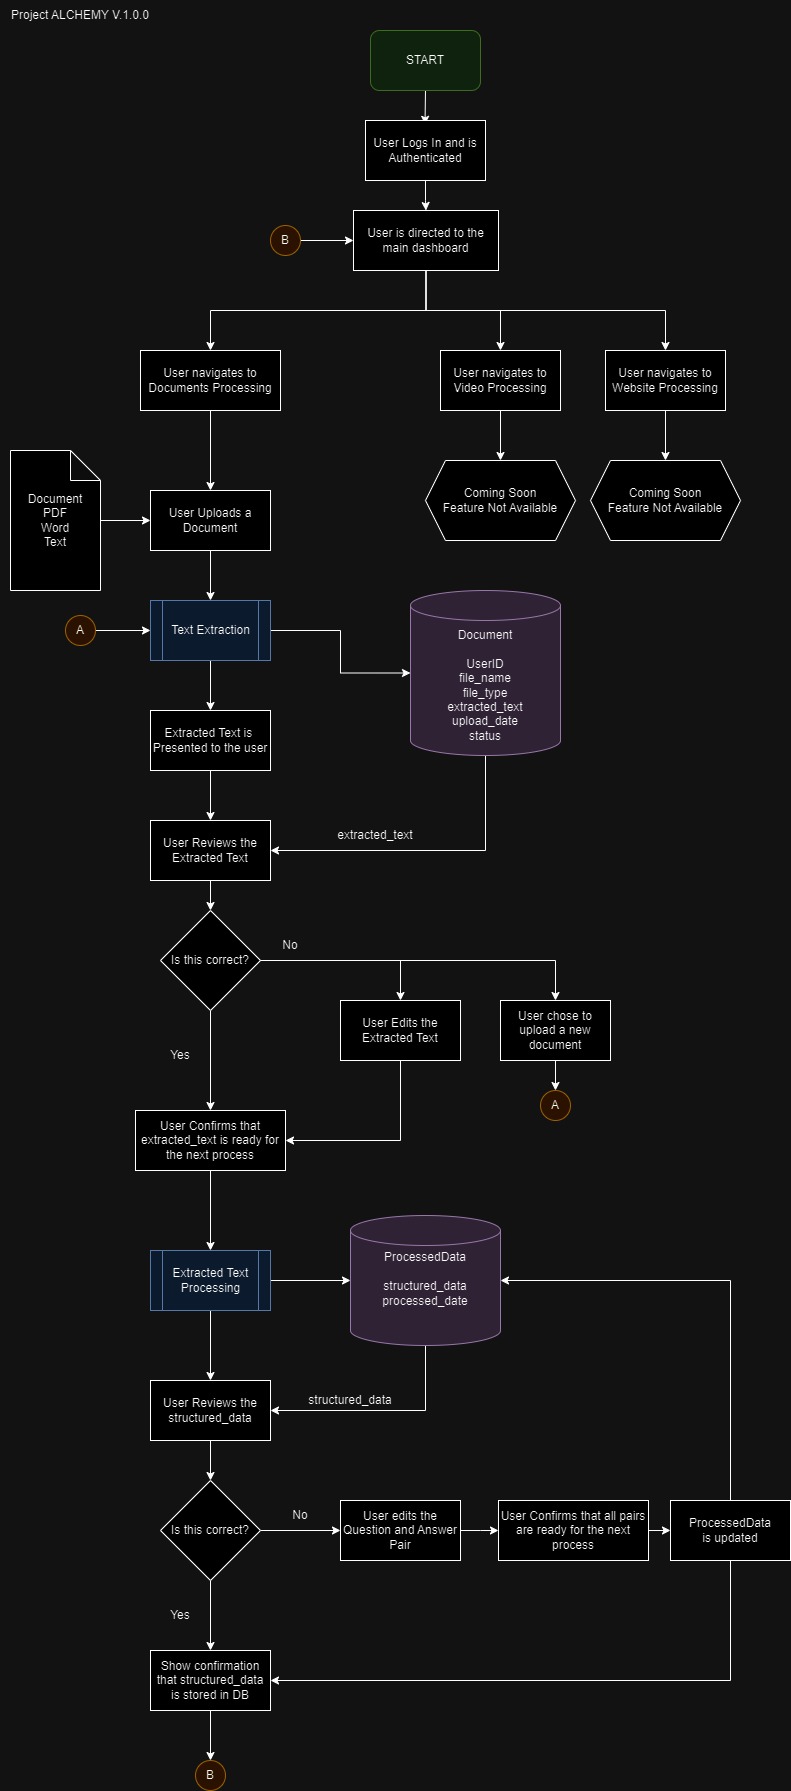 Project ALCHEMY V.1.0.0
START
User Logs In and is
Authenticated
B
User is directed to the
main dashboard
User navigates to
Documents Processing
User navigates to
Video Processing
User navigates to
Website Processing
Coming Soon
Feature Not Available
Coming Soon
Feature Not Available
Document
PDF
Word
Text
User Uploads a
Document
A
Text Extraction
Document
UserID
file_name
file_type
extracted_text
upload_date
status
Extracted Text is
Presented to the user
extracted_text
User Reviews the
Extracted Text
Is this correct?
No
User Edits the
Extracted Text
User chose to
upload a new
document
Yes
A
User Confirms that
extracted_text is ready for
the next process
Extracted Text
Processing
ProcessedData
structured_data
processed_date
structured_data
User Reviews the
structured_data
Is this correct?
No
User edits the
Question and Answer
Pair
User Confirms that all pairs
are ready for the next
process
ProcessedData
is updated
Yes
Show confirmation
that structured_data
is stored in DB
B